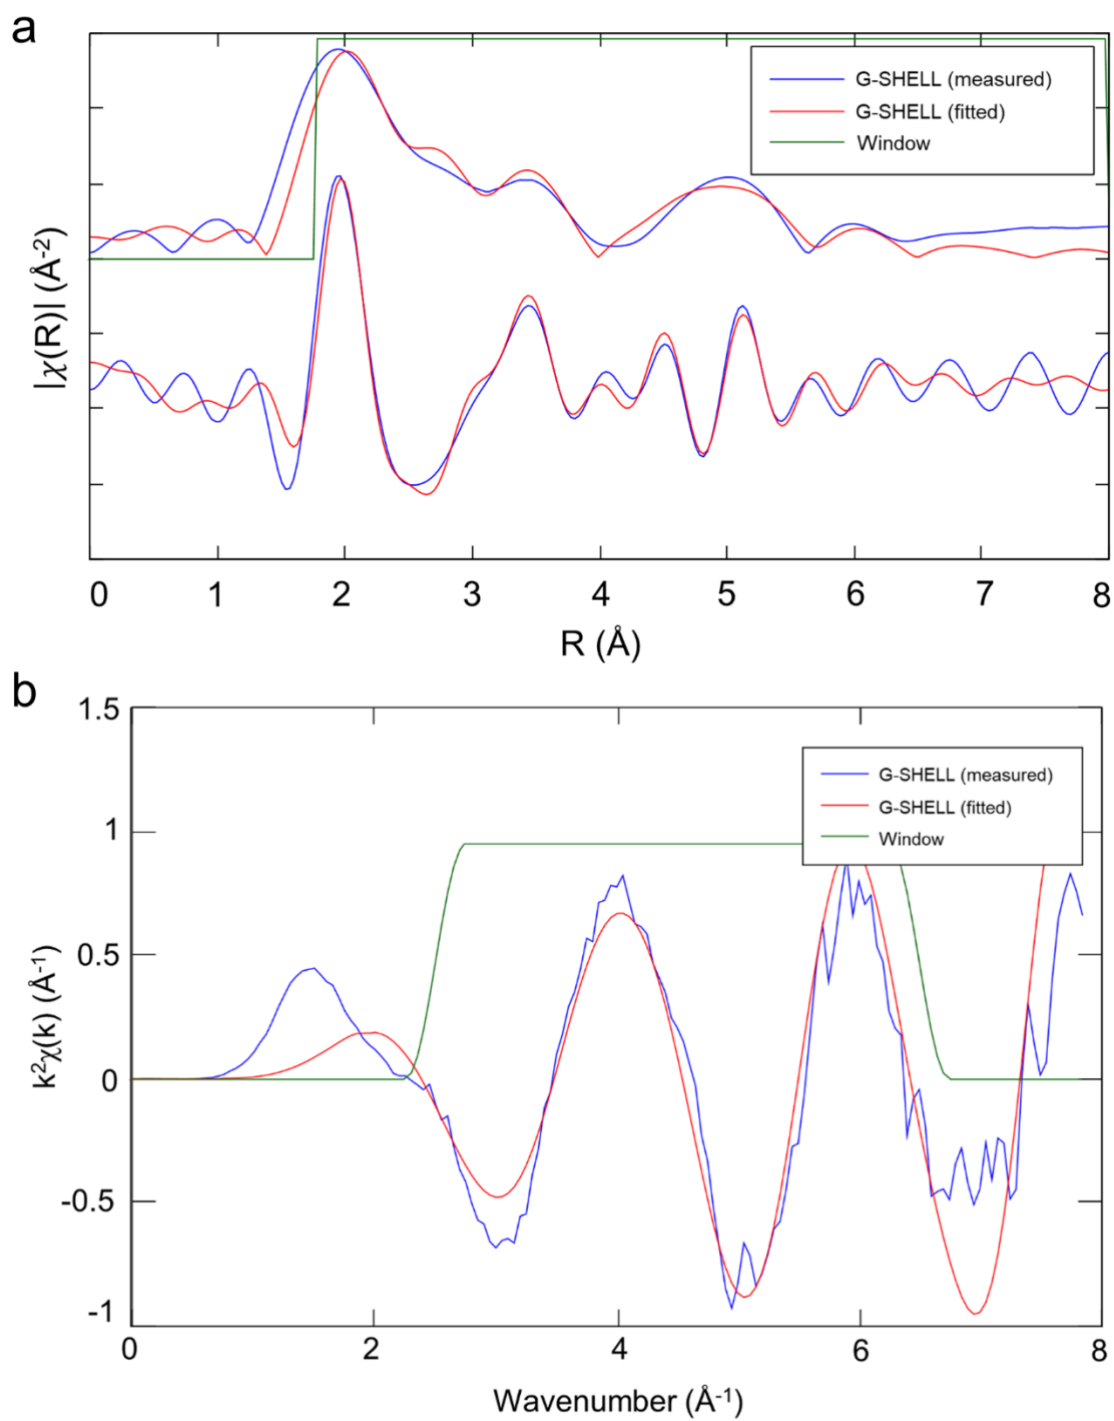 a
G-SHELL (measured)
G-SHELL (fitted)
Window
|χ(R)| (Å-2)
0 1 2 3 4 5 6 7 8
R (Å)
b
1.5
1
0.5
0
-0.5
-1
G-SHELL (measured)
G-SHELL (fitted)
Window
k2χ(k) (Å-1)
0 2 4 6 8
Wavenumber (Å-1)